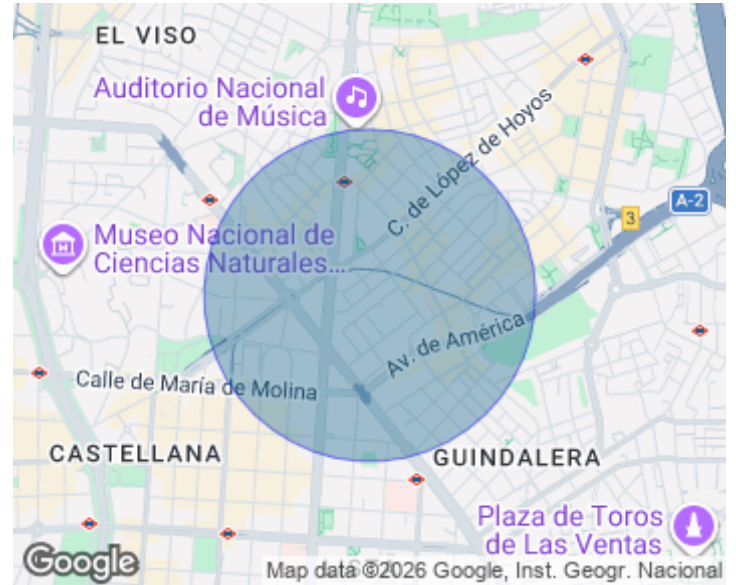 EL VISO
Auditorio Nacional
de Música
C. de López de Hoyos
A-2
3
Museo Nacional de
Ciencias Naturales...
Av. de América
Calle de María de Molina
CASTELLANA
GUINDALERA
Plaza de Toros
de Las Ventas
Google
Map data ©2026 Google, Inst. Geogr. Nacional